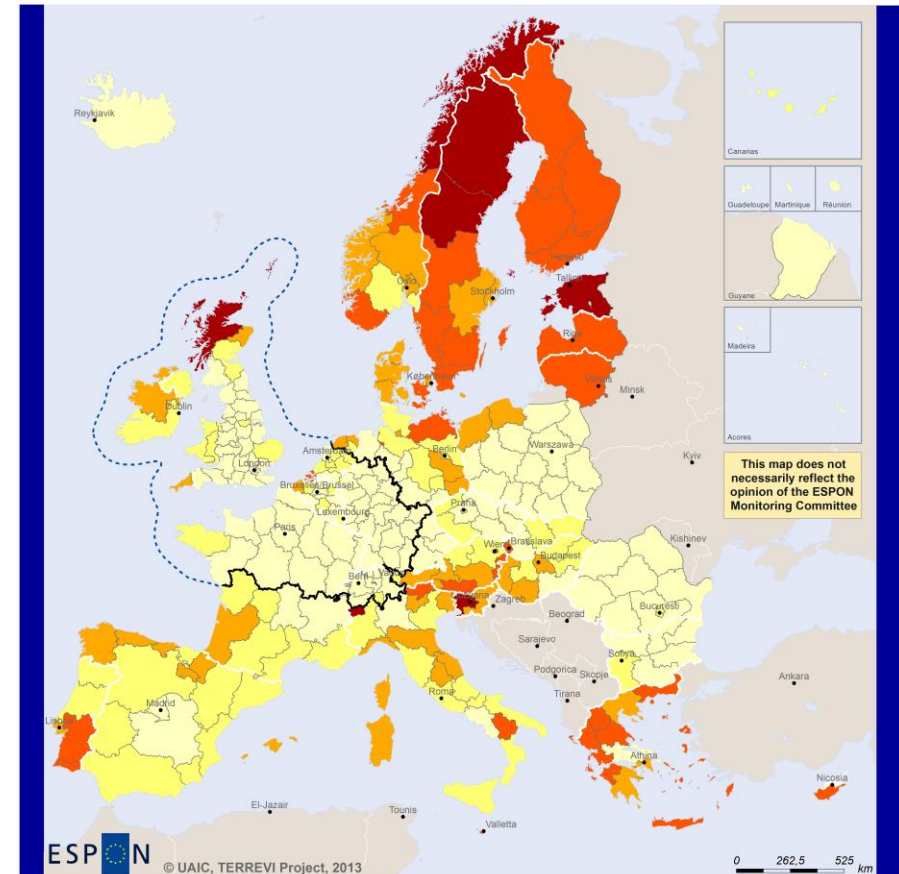 Reykjavik
Canarias
Guadeloupe
Martinique
Réunion
Guyane
Madeira
Acores
This map does not
necessarily reflect the
opinion of the ESPON
Monitoring Committee
Helsinki
Tallinn
Oslo
Stockholm
Riga
København
Vilnius
Minsk
Dublin
Amsterdam
Berlin
Warszawa
London
Bruxelles/Brussel
Kyiv
Luxembourg
Praha
Paris
Wien
Bratislava
Kishinev
Bern
Vaduz
Budapest
Ljubljana
Zagreb
Beograd
Bucuresti
Sarajevo
Sofiya
Podgorica
Skopje
Roma
Tirana
Ankara
Madrid
Lisboa
Athina
Nicosia
El-Jazair
Tounis
Valletta
ESPON
© UAIC, TERREVI Project, 2013
0 262,5 525
km